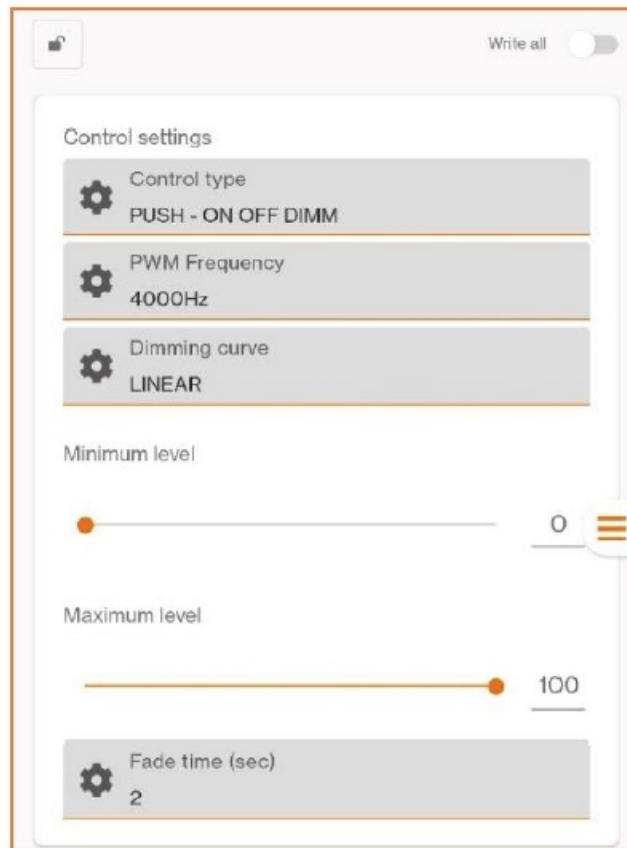 Write all
Control settings
Control type
PUSH - ON OFF DIMM
PWM Frequency
4000Hz
Dimming curve
LINEAR
Minimum level
0
Maximum level
100
Fade time (sec)
2